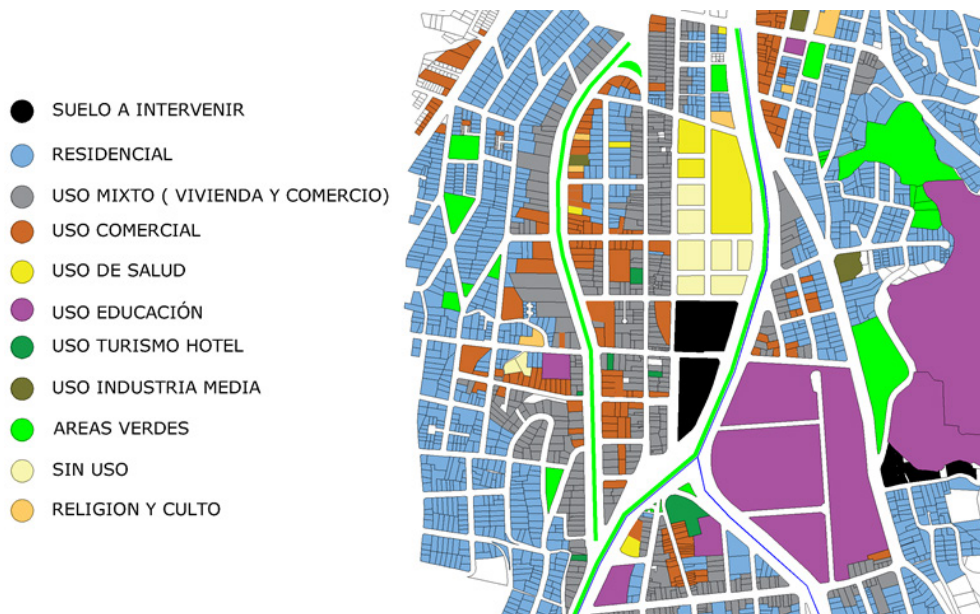 SUELO A INTERVENIR
RESIDENCIAL
USO MIXTO ( VIVIENDA Y COMERCIO)
USO COMERCIAL
USO DE SALUD
USO EDUCACIÓN
USO TURISMO HOTEL
USO INDUSTRIA MEDIA
AREAS VERDES
SIN USO
RELIGION Y CULTO